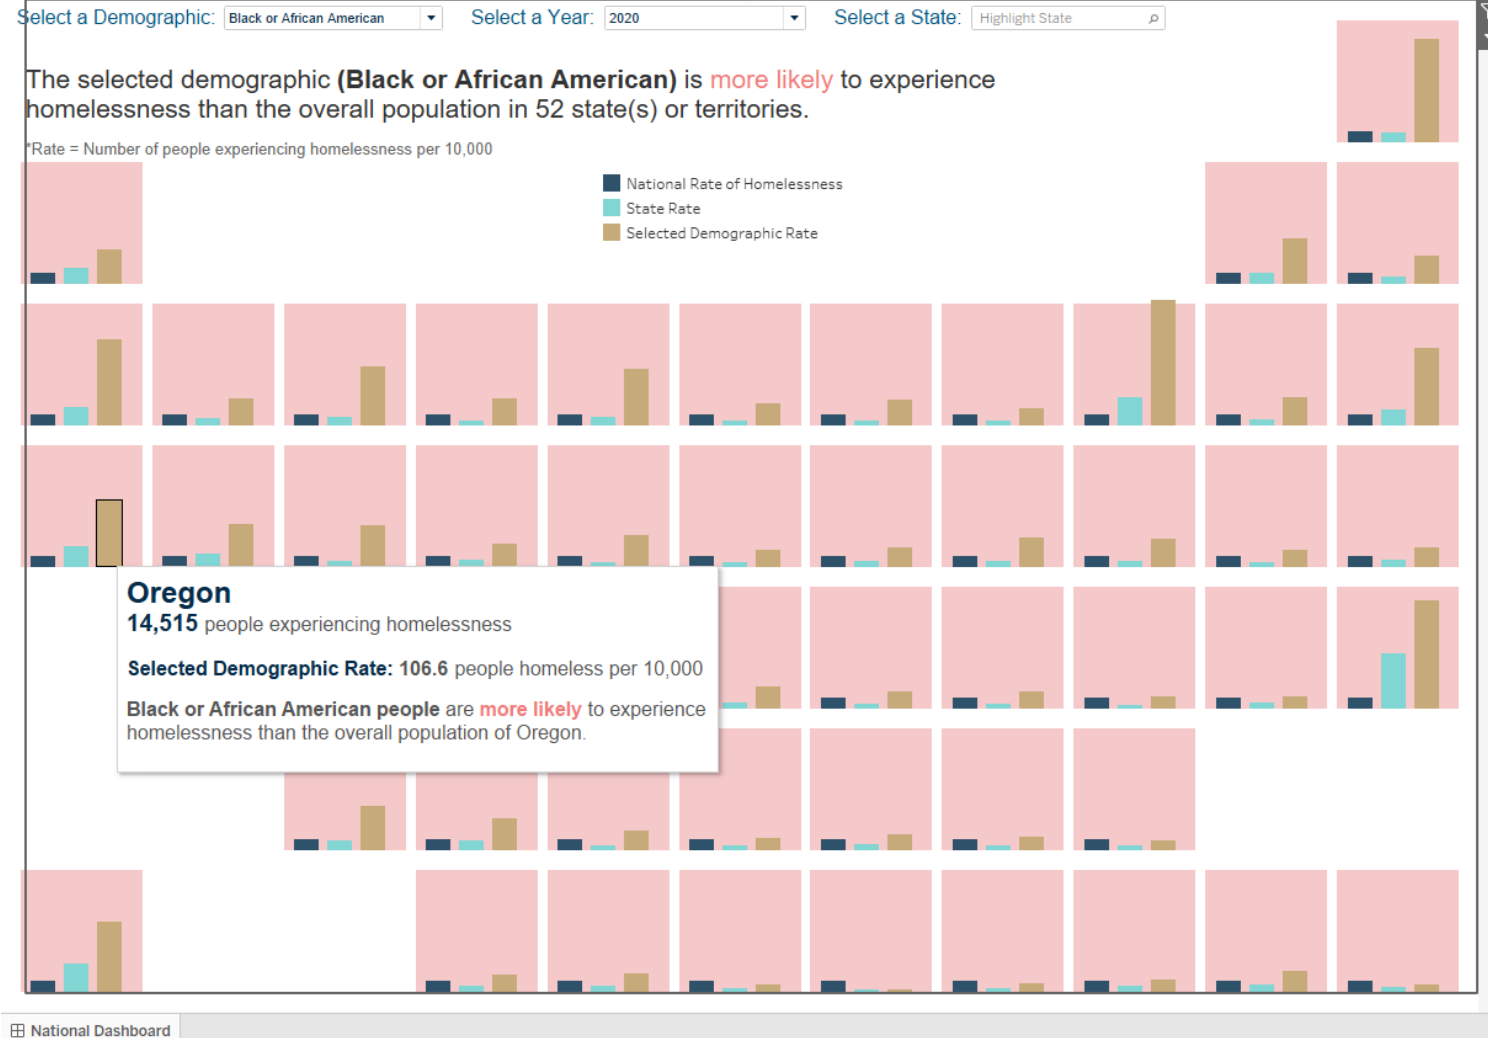 Select a Demographic: Black or African American Select a Year: 2020 Select a State: Highlight State
The selected demographic (Black or African American) is more likely to experience
homelessness than the overall population in 52 state(s) or territories.
*Rate = Number of people experiencing homelessness per 10,000
National Rate of Homelessness
State Rate
Selected Demographic Rate
Oregon
14,515 people experiencing homelessness
Selected Demographic Rate: 106.6 people homeless per 10,000
Black or African American people are more likely to experience
homelessness than the overall population of Oregon.
National Dashboard